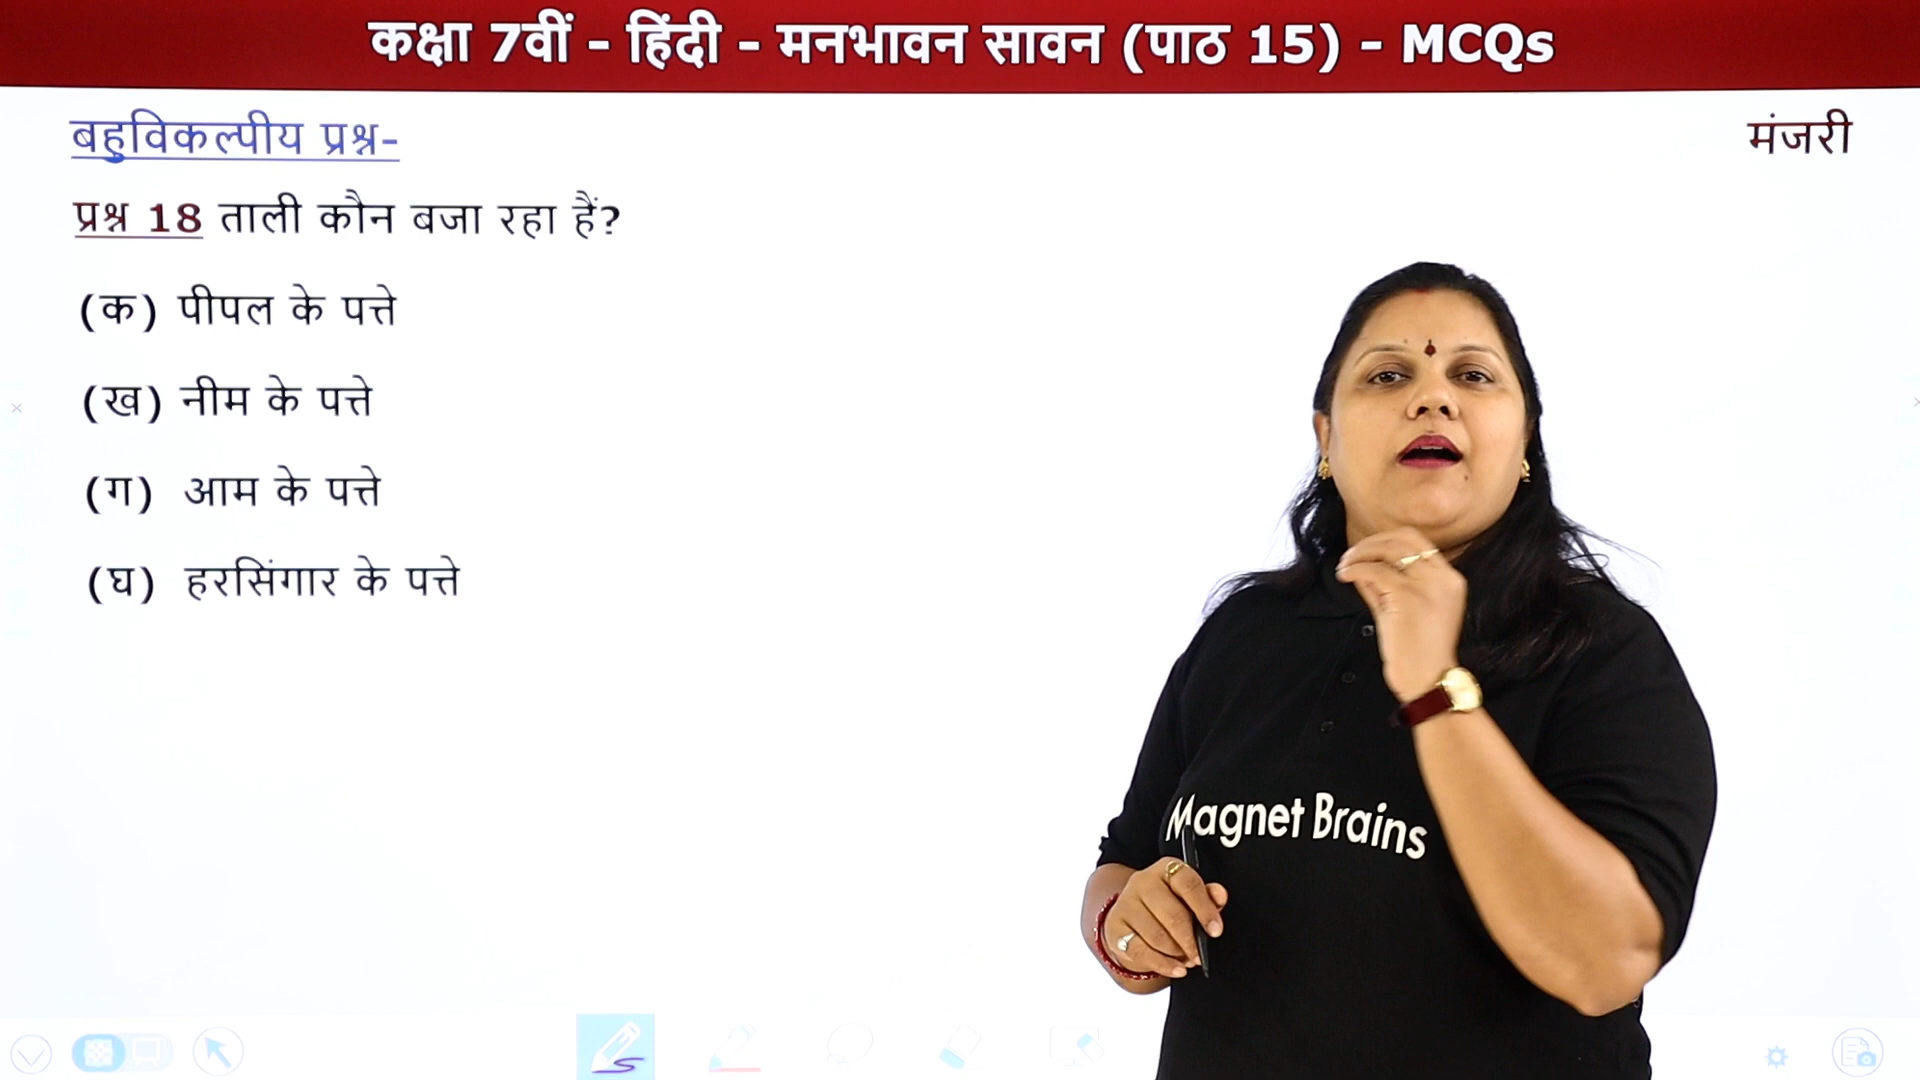 कक्षा 7वीं - हिंदी - मनभावन सावन (पाठ 15) - MCQs
बहुविकल्पीय प्रश्न-
मंजरी
प्रश्न 18 ताली कौन बजा रहा हैं?
(क) पीपल के पत्ते
(ख) नीम के पत्ते
(ग) आम के पत्ते
(घ) हरसिंगार के पत्ते
Magnet Brains